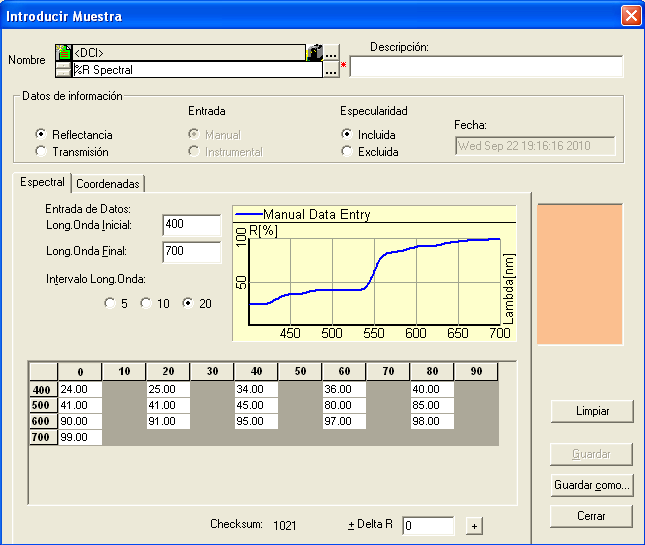 Introducir Muestra
Nombre
<DCI>
...
%R Spectral
...
*
Descripción:
Datos de información
Entrada
Especularidad
Reflectancia
Manual
Incluida
Fecha:
Transmisión
Instrumental
Excluida
Wed Sep 22 19:16:16 2010
Espectral Coordenadas
Entrada de Datos:
Long.Onda Inicial: 400
Long.Onda Final: 700
Intervalo Long.Onda:
5 10 20
Manual Data Entry
R[%]
100
50
450 500 550 600 650 700
Lambda[nm]
0 10 20 30 40 50 60 70 80 90
400 24.00 25.00 34.00 36.00 40.00
500 41.00 41.00 45.00 80.00 85.00
600 90.00 91.00 95.00 97.00 98.00
700 99.00
Limpiar
Guardar
Guardar como...
Cerrar
Checksum: 1021 ± Delta R 0 +